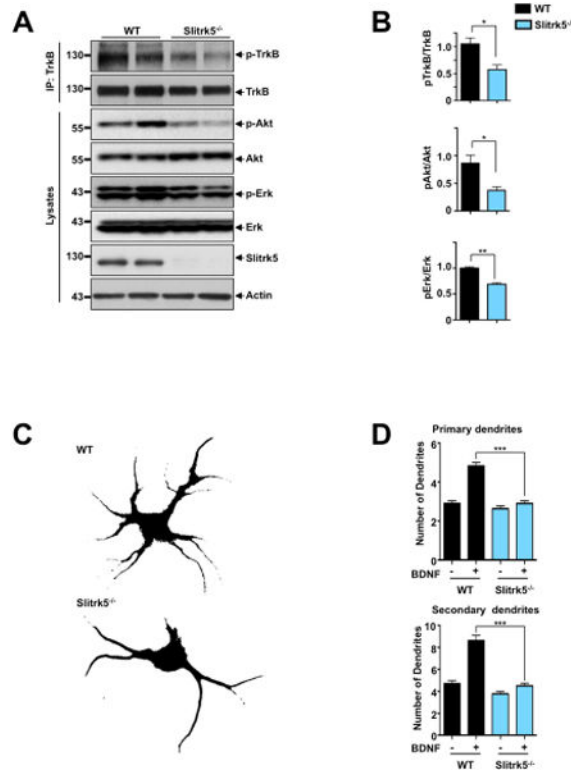 A
WT Slitrk5-/-
IP: TrkB
130
p-TrkB
130
TrkB
Lysates
55
p-Akt
55
Akt
43
p-Erk
43
Erk
130
Slitrk5
43
Actin
B
WT
Slitrk5-/-
pTrkB/TrkB
*
1.5
1.0
0.5
0
pAkt/Akt
*
1.0
0.5
0
pErk/Erk
**
1.0
0.5
0
C
WT
Slitrk5-/-
D
Primary dendrites
Number of Dendrites
***
6
4
2
0
BDNF - + - +
WT Slitrk5-/-
Secondary dendrites
Number of Dendrites
***
10
8
6
4
2
0
BDNF - + - +
WT Slitrk5-/-